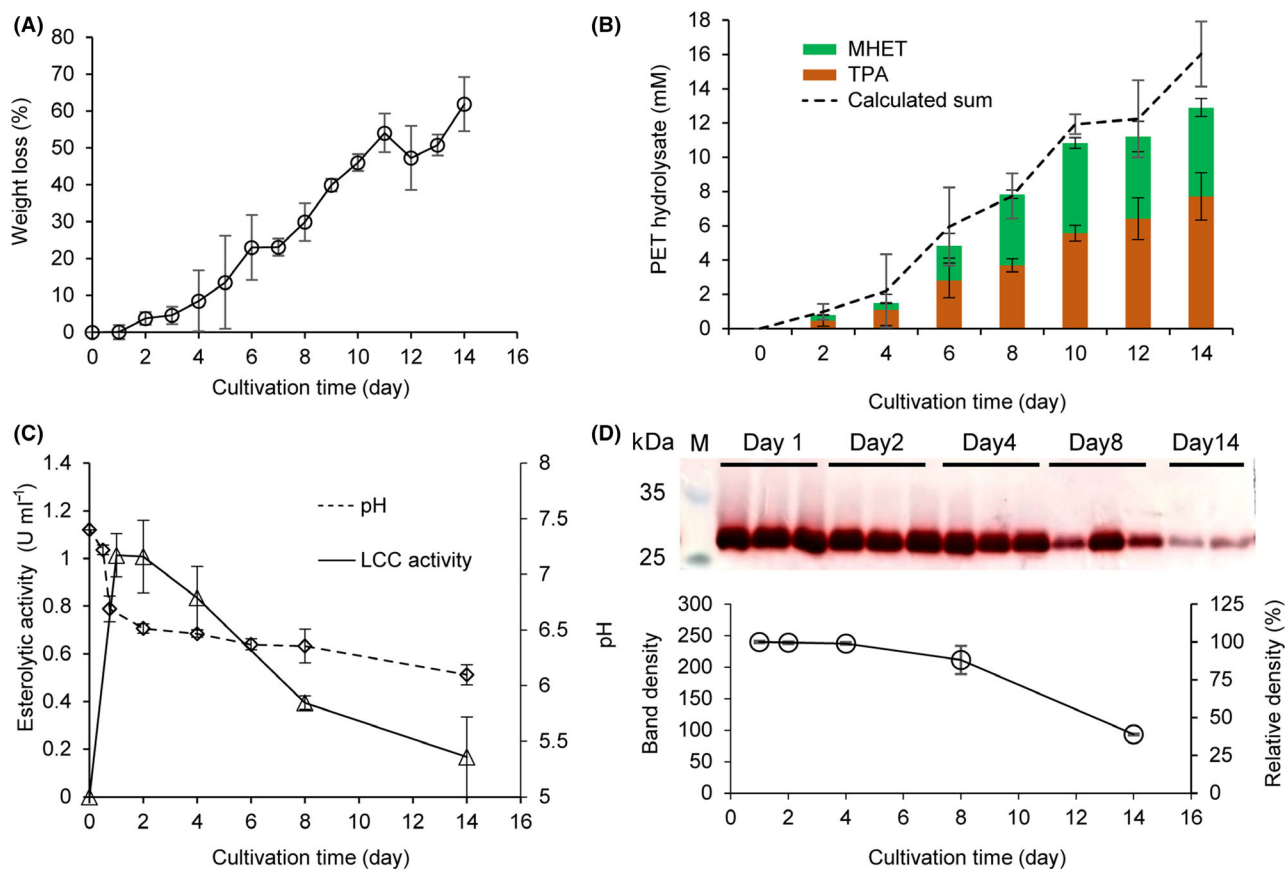 (A)
80
70
60
50
40
30
20
10
0
0 2 4 6 8 10 12 14 16
Weight loss (%)
Cultivation time (day)
(B)
18
16
14
12
10
8
6
4
2
0
0 2 4 6 8 10 12 14
PET hydrolysate (mM)
MHET
TPA
Calculated sum
Cultivation time (day)
(C)
1.4
1.2
1
0.8
0.6
0.4
0.2
0
Esterolytic activity (U ml⁻¹)
pH
LCC activity
8
7.5
7
6.5
6
5.5
5
pH
0 2 4 6 8 10 12 14 16
Cultivation time (day)
(D)
kDa M Day 1 Day2 Day4 Day8 Day14
35
25
300
250
200
150
100
50
0
Band density
125
100
75
50
25
0
Relative density (%)
0 2 4 6 8 10 12 14 16
Cultivation time (day)